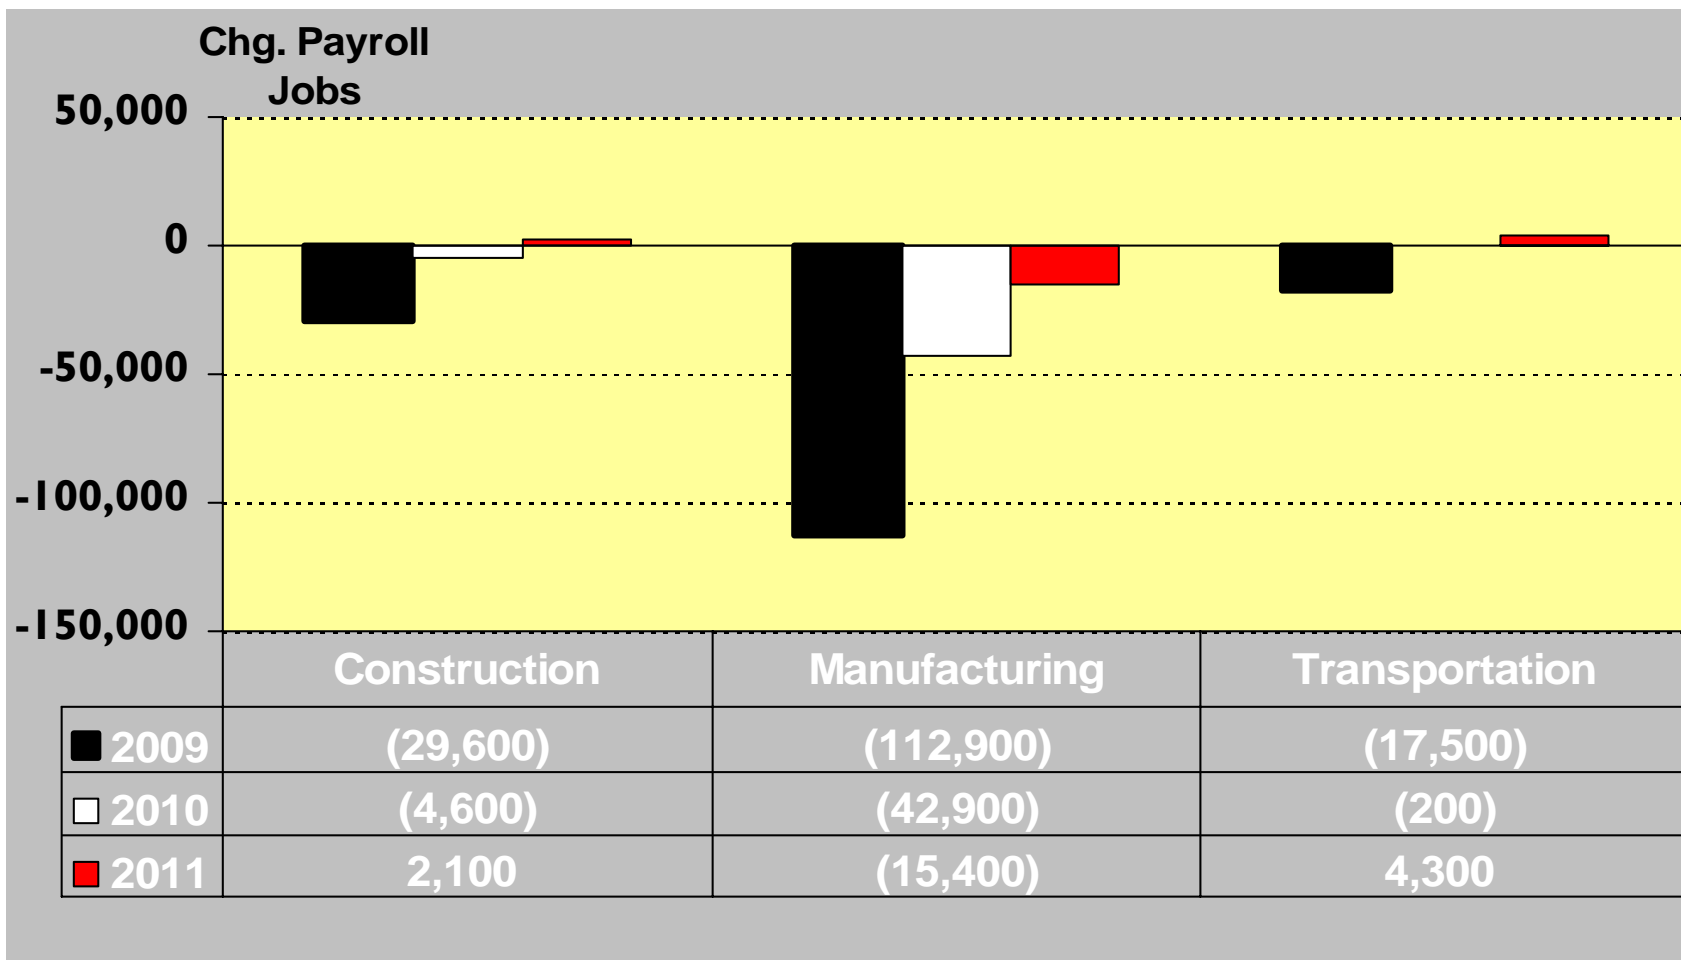 Chg. Payroll
Jobs
50,000
0
-50,000
-100,000
-150,000
Construction Manufacturing Transportation
2009 (29,600) (112,900) (17,500)
2010 (4,600) (42,900) (200)
2011 2,100 (15,400) 4,300